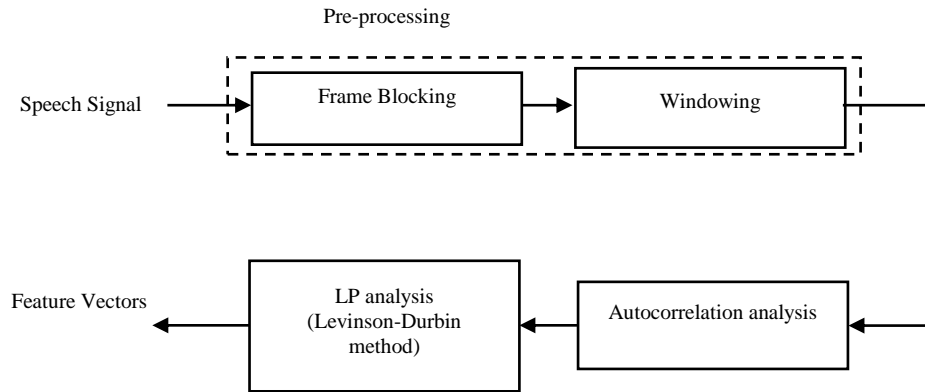 Pre-processing
Speech Signal
Frame Blocking
Windowing
Feature Vectors
LP analysis
(Levinson-Durbin
method)
Autocorrelation analysis